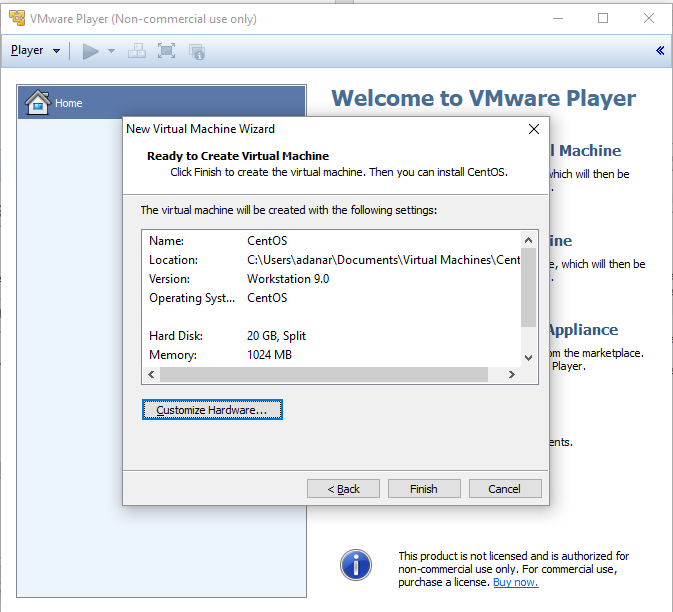 VMware Player (Non-commercial use only)
Player
Home
Welcome to VMware Player
l Machine
which will then be
.
ine
e, which will then be
.
Appliance
om the marketplace.
Player.
ents.
New Virtual Machine Wizard
Ready to Create Virtual Machine
Click Finish to create the virtual machine. Then you can install CentOS.
The virtual machine will be created with the following settings:
Name: CentOS
Location: C:\Users\adanar\Documents\Virtual Machines\Cent
Version: Workstation 9.0
Operating Syst... CentOS
Hard Disk: 20 GB, Split
Memory: 1024 MB
Customize Hardware...
< Back
Finish
Cancel
This product is not licensed and is authorized for
non-commercial use only. For commercial use,
purchase a license. Buy now.